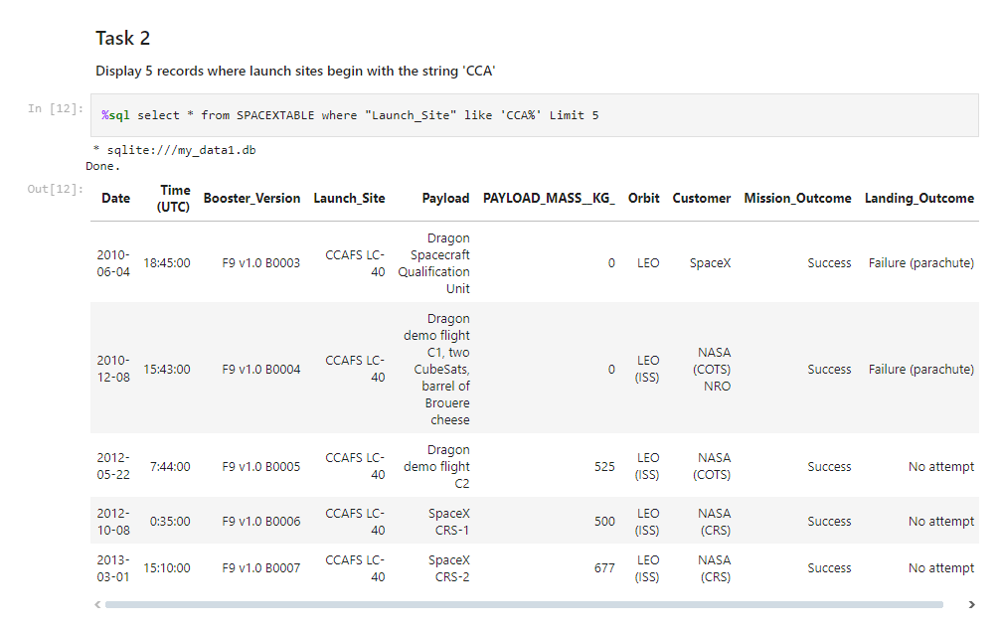 Task 2
Display 5 records where launch sites begin with the string 'CCA'
In [12]:
%sql select * from SPACEXTABLE where "Launch_Site" like 'CCA%' Limit 5
* sqlite:///my_data1.db
Done.
Out[12]:
Date Time (UTC) Booster_Version Launch_Site Payload PAYLOAD_MASS__KG_ Orbit Customer Mission_Outcome Landing_Outcome
2010-06-04 18:45:00 F9 v1.0 B0003 CCAFS LC-40 Dragon Spacecraft Qualification Unit 0 LEO SpaceX Success Failure (parachute)
2010-12-08 15:43:00 F9 v1.0 B0004 CCAFS LC-40 Dragon demo flight C1, two CubeSats, barrel of Brouere cheese 0 LEO (ISS) NASA (COTS) NRO Success Failure (parachute)
2012-05-22 7:44:00 F9 v1.0 B0005 CCAFS LC-40 Dragon demo flight C2 525 LEO (ISS) NASA (COTS) Success No attempt
2012-10-08 0:35:00 F9 v1.0 B0006 CCAFS LC-40 SpaceX CRS-1 500 LEO (ISS) NASA (CRS) Success No attempt
2013-03-01 15:10:00 F9 v1.0 B0007 CCAFS LC-40 SpaceX CRS-2 677 LEO (ISS) NASA (CRS) Success No attempt